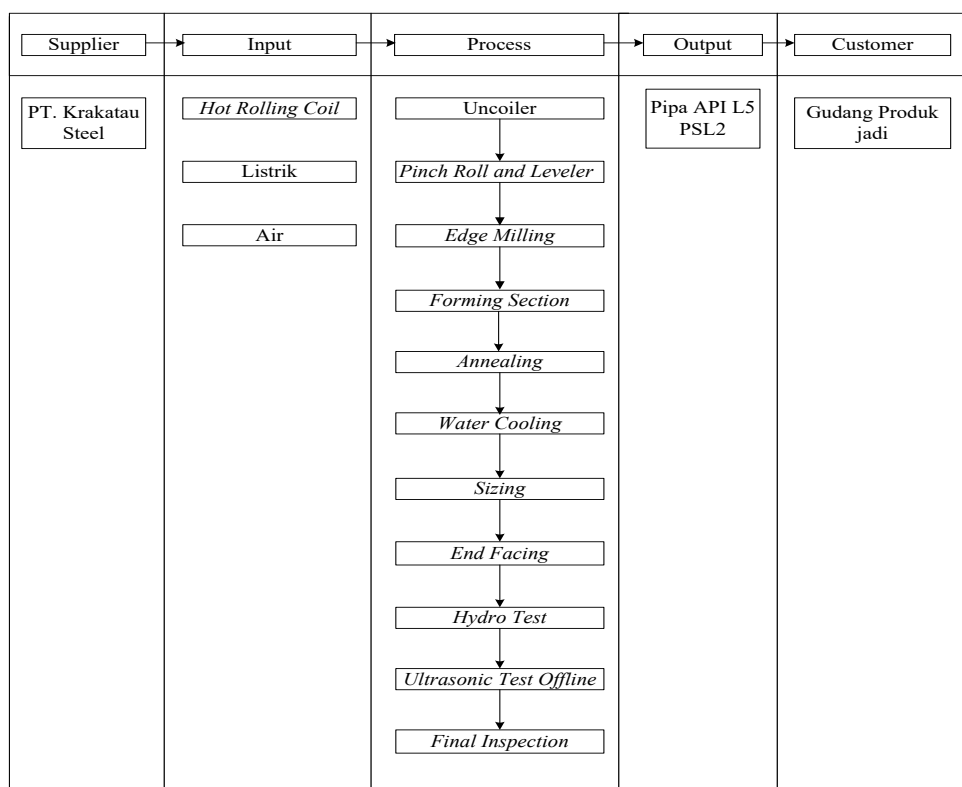 Supplier
Input
Process
Output
Customer
PT. Krakatau
Steel
Hot Rolling Coil
Listrik
Air
Uncoiler
Pinch Roll and Leveler
Edge Milling
Forming Section
Annealing
Water Cooling
Sizing
End Facing
Hydro Test
Ultrasonic Test Offline
Final Inspection
Pipa API L5
PSL2
Gudang Produk
jadi